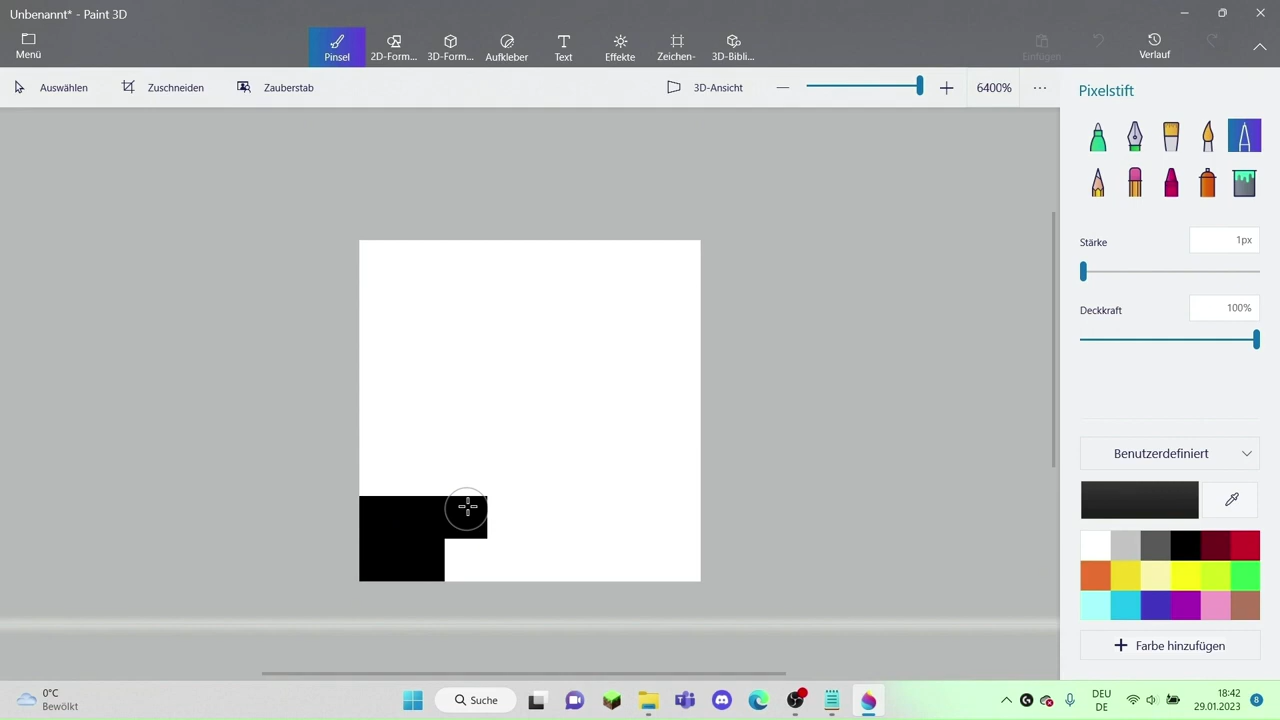 Unbenannt* - Paint 3D
Menü
Pinsel
2D-Form...
3D-Form...
Aufkleber
Text
Effekte
Zeichen-
3D-Bibli...
Einfügen
Verlauf
Auswählen
Zuschneiden
Zauberstab
3D-Ansicht
6400%
Pixelstift
Stärke
1px
Deckkraft
100%
Benutzerdefiniert
Farbe hinzufügen
0°C
Bewölkt
Suche
DEU
DE
18:42
29.01.2023
8